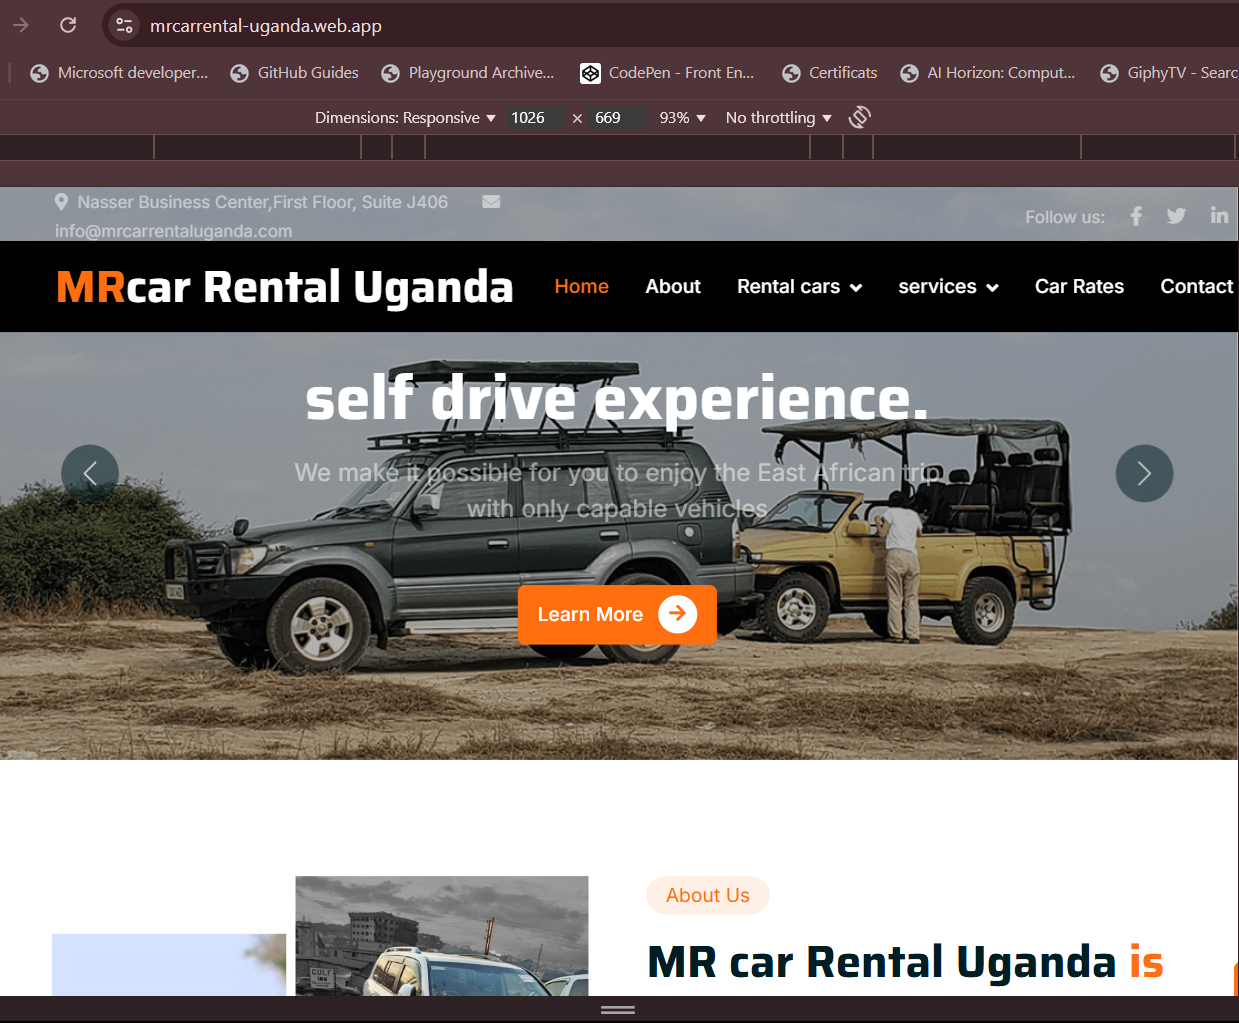 mrcarrental-uganda.web.app
Microsoft developer... GitHub Guides Playground Archive... CodePen - Front En... Certificats AI Horizon: Comput... GiphyTV - Searc
Dimensions: Responsive 1026 × 669 93% No throttling
Nasser Business Center,First Floor, Suite J406
info@mrcarrentaluganda.com
Follow us:
MRcar Rental Uganda Home About Rental cars services Car Rates Contact
self drive experience.
We make it possible for you to enjoy the East African trip
with only capable vehicles
Learn More
About Us
MR car Rental Uganda is
GULF
INN